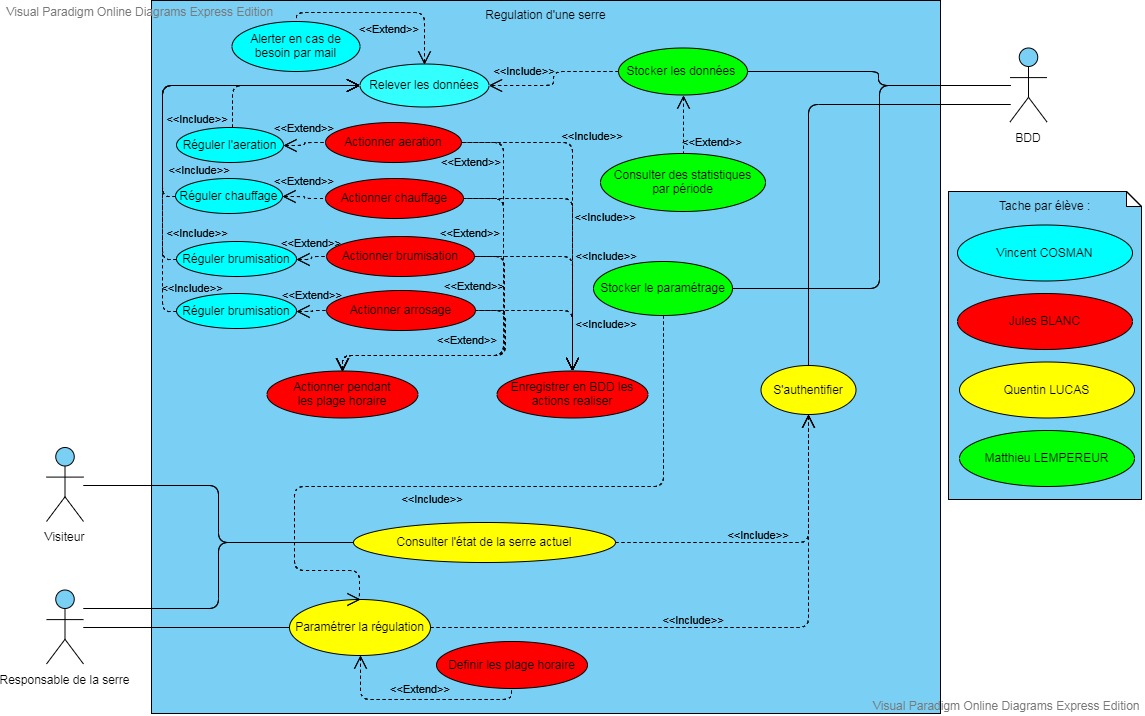 Visual Paradigm Online Diagrams Express Edition
Regulation d'une serre
Alerter en cas de
besoin par mail
<<Extend>>
Relever les données
<<Include>>
Stocker les données
BDD
<<Include>>
Réguler l'aeration
<<Extend>>
Actionner aeration
<<Include>>
<<Extend>>
<<Extend>>
Consulter des statistiques
par période
<<Include>>
Réguler chauffage
<<Extend>>
Actionner chauffage
<<Include>>
<<Include>>
Réguler brumisation
<<Extend>>
Actionner brumisation
<<Extend>>
<<Include>>
Stocker le paramétrage
<<Include>>
Réguler brumisation
<<Extend>>
Actionner arrosage
<<Extend>>
<<Include>>
<<Extend>>
Actionner pendant
les plage horaire
Enregistrer en BDD les
actions realiser
S'authentifier
Tache par élève :
Vincent COSMAN
Jules BLANC
Quentin LUCAS
Matthieu LEMPEREUR
Visiteur
<<Include>>
Consulter l'état de la serre actuel
<<Include>>
Paramétrer la régulation
<<Include>>
Responsable de la serre
Definir les plage horaire
<<Extend>>
Visual Paradigm Online Diagrams Express Edition